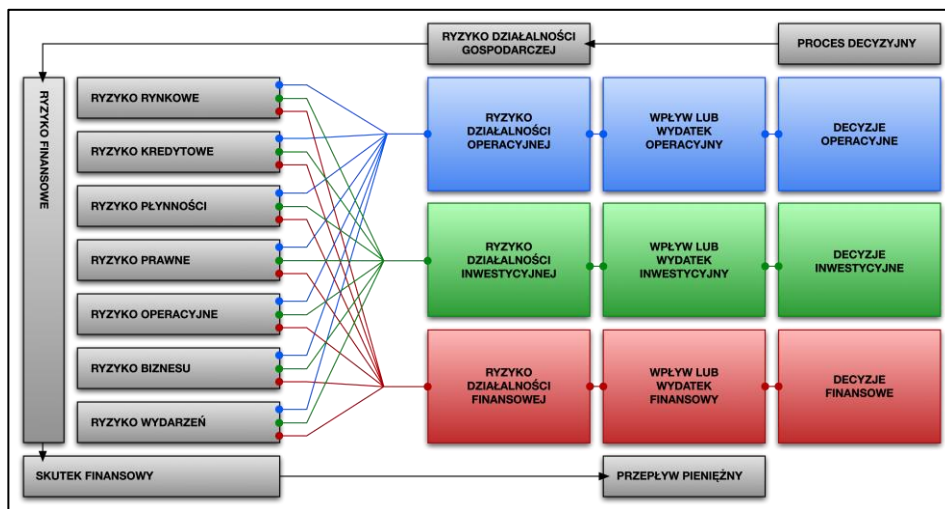 RYZYKO DZIAŁALNOŚCI
GOSPODARCZEJ
PROCES DECYZYJNY
RYZYKO FINANSOWE
RYZYKO RYNKOWE
RYZYKO KREDYTOWE
RYZYKO PŁYNNOŚCI
RYZYKO PRAWNE
RYZYKO OPERACYJNE
RYZYKO BIZNESU
RYZYKO WYDARZEŃ
RYZYKO
DZIAŁALNOŚCI
OPERACYJNEJ
WPŁYW LUB
WYDATEK
OPERACYJNY
DECYZJE
OPERACYJNE
RYZYKO
DZIAŁALNOŚCI
INWESTYCYJNEJ
WPŁYW LUB
WYDATEK
INWESTYCYJNY
DECYZJE
INWESTYCYJNE
RYZYKO
DZIAŁALNOŚCI
FINANSOWEJ
WPŁYW LUB
WYDATEK
FINANSOWY
DECYZJE
FINANSOWE
SKUTEK FINANSOWY
PRZEPŁYW PIENIĘŻNY